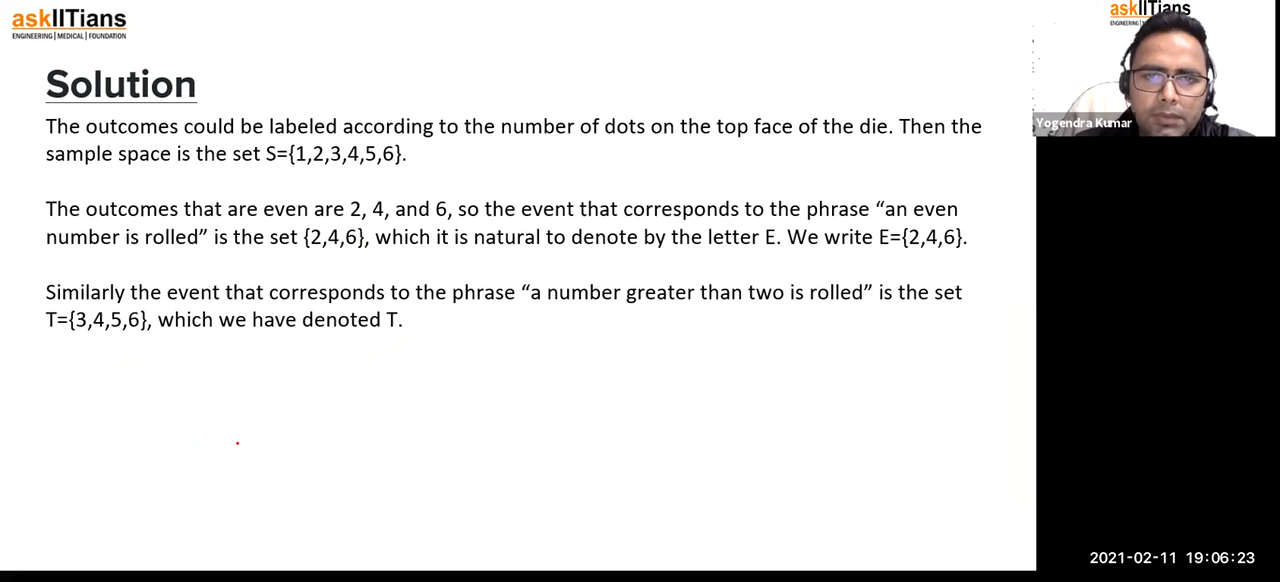 askIITians
ENGINEERING | MEDICAL | FOUNDATION
Solution
The outcomes could be labeled according to the number of dots on the top face of the die. Then the
sample space is the set S={1,2,3,4,5,6}.
The outcomes that are even are 2, 4, and 6, so the event that corresponds to the phrase “an even
number is rolled” is the set {2,4,6}, which it is natural to denote by the letter E. We write E={2,4,6}.
Similarly the event that corresponds to the phrase “a number greater than two is rolled” is the set
T={3,4,5,6}, which we have denoted T.
askIITians
Yogendra Kumar
2021-02-11 19:06:23